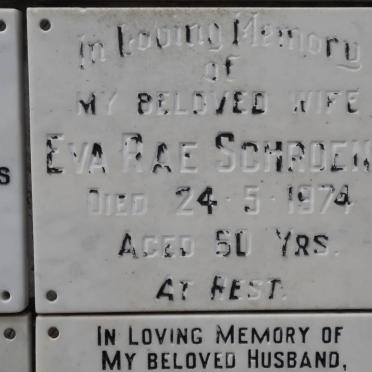 In Loving Memory
of
MY BELOVED WIFE
EVA RAE SCHROEN
DIED 24·5·1974
AGED 60 YRS.
AT REST.
S
IN LOVING MEMORY OF
MY BELOVED HUSBAND,